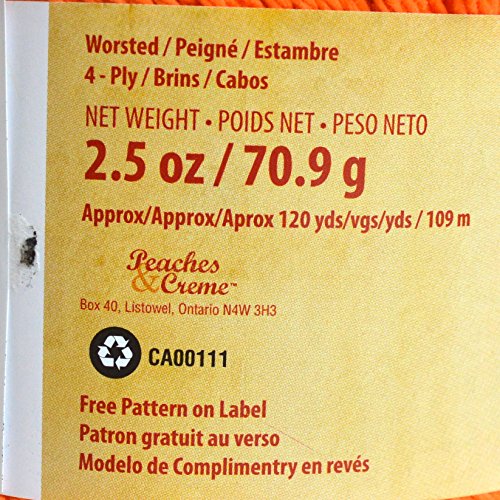 Worsted / Peigné / Estambre
4 - Ply / Brins / Cabos
NET WEIGHT • POIDS NET • PESO NETO
2.5 oz / 70.9 g
Approx/Approx/Aprox 120 yds/vgs/yds / 109 m
Peaches
& Creme™
Box 40, Listowel, Ontario N4W 3H3
CA00111
Free Pattern on Label
Patron gratuit au verso
Modelo de Complimentry en revés